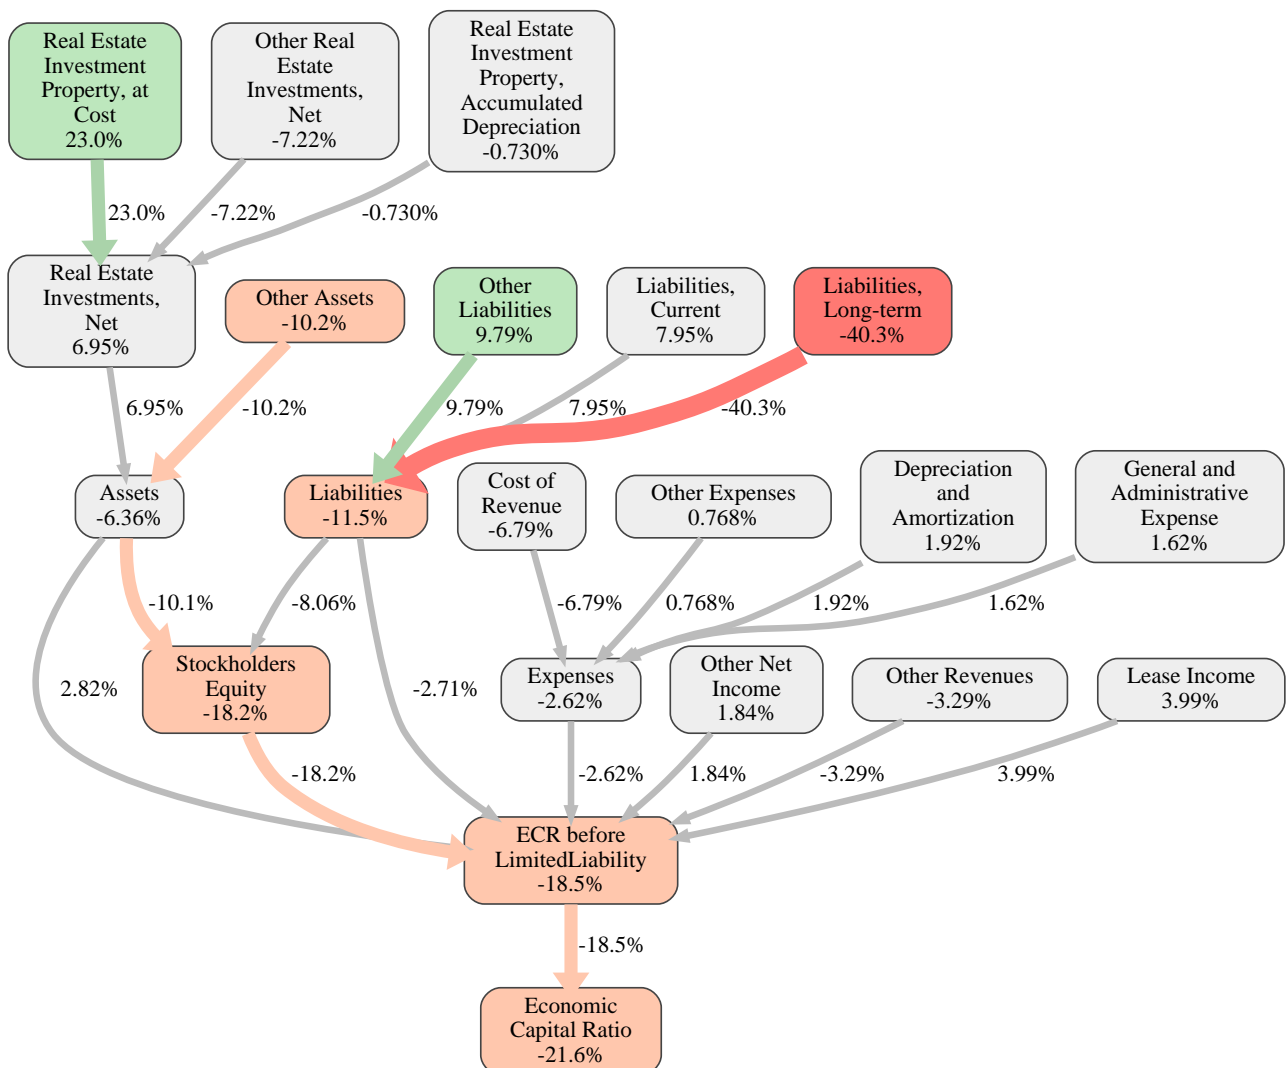 Real Estate
Investment
Property, at
Cost
23.0%
Other Real
Estate
Investments,
Net
-7.22%
Real Estate
Investment
Property,
Accumulated
Depreciation
-0.730%
23.0%
-7.22%
-0.730%
Real Estate
Investments,
Net
6.95%
Other Assets
-10.2%
Other
Liabilities
9.79%
Liabilities,
Current
7.95%
Liabilities,
Long-term
-40.3%
6.95%
-10.2%
9.79%
7.95%
-40.3%
Assets
-6.36%
Liabilities
-11.5%
Cost of
Revenue
-6.79%
Other Expenses
0.768%
Depreciation
and
Amortization
1.92%
General and
Administrative
Expense
1.62%
-10.1%
-8.06%
-6.79%
0.768%
1.92%
1.62%
2.82%
Stockholders
Equity
-18.2%
-2.71%
Expenses
-2.62%
Other Net
Income
1.84%
Other Revenues
-3.29%
Lease Income
3.99%
-18.2%
-2.62%
1.84%
-3.29%
3.99%
ECR before
LimitedLiability
-18.5%
-18.5%
Economic
Capital Ratio
-21.6%